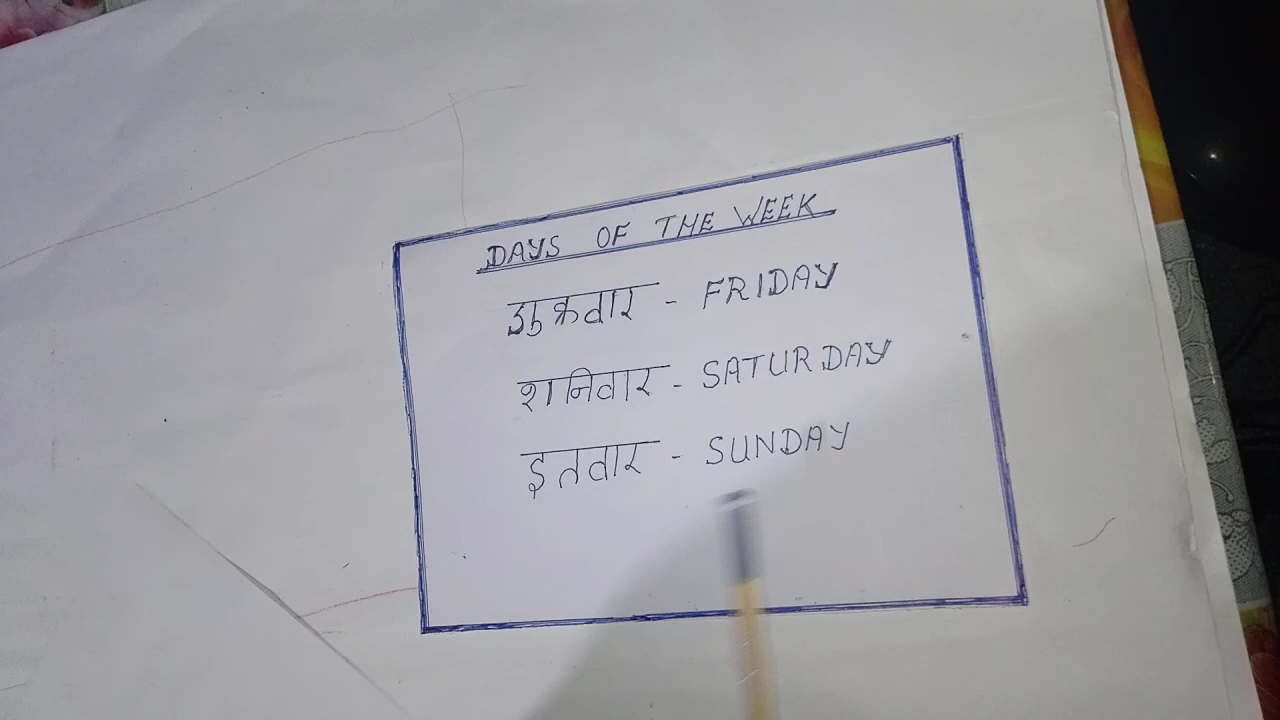 DAYS OF THE WEEK
शुक्रवार - FRIDAY
शनिवार - SATURDAY
इतवार - SUNDAY